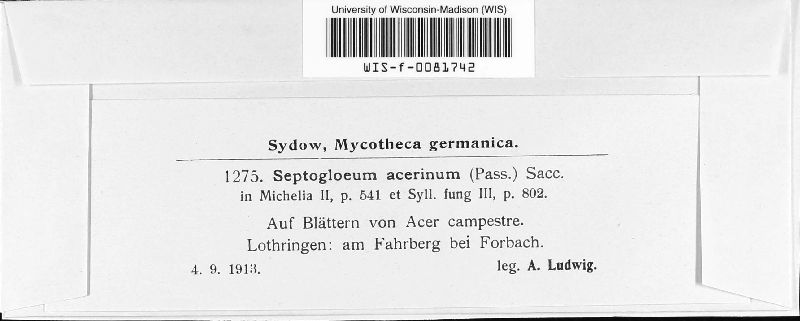 University of Wisconsin-Madison (WIS)
WIS-f-0081742
Sydow, Mycotheca germanica.
1275. Septogloeum acerinum (Pass.) Sacc.
in Michelia II, p. 541 et Syll. fung III, p. 802.
Auf Blättern von Acer campestre.
Lothringen: am Fahrberg bei Forbach.
4. 9. 1913. leg. A. Ludwig.